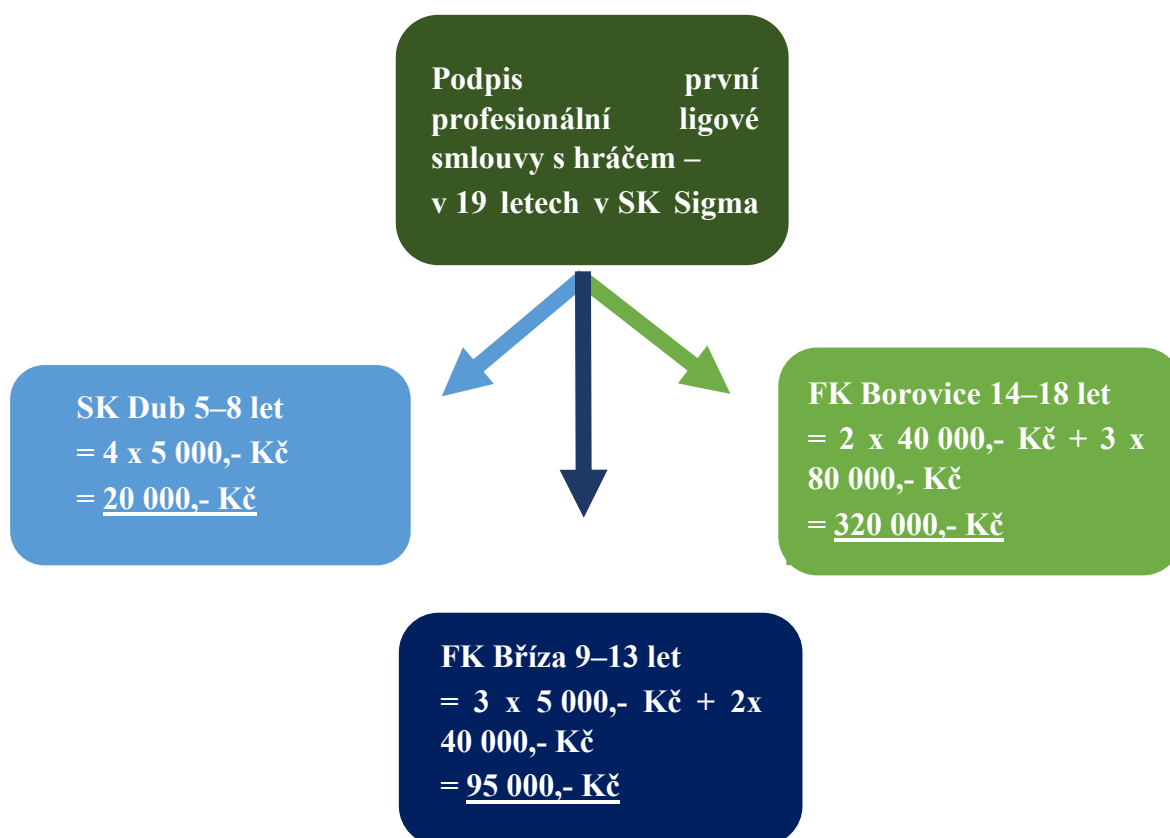 Podpis první
profesionální ligové
smlouvy s hráčem –
v 19 letech v SK Sigma
SK Dub 5–8 let
= 4 x 5 000,- Kč
= 20 000,- Kč
FK Borovice 14–18 let
= 2 x 40 000,- Kč + 3 x
80 000,- Kč
= 320 000,- Kč
FK Bříza 9–13 let
= 3 x 5 000,- Kč + 2x
40 000,- Kč
= 95 000,- Kč